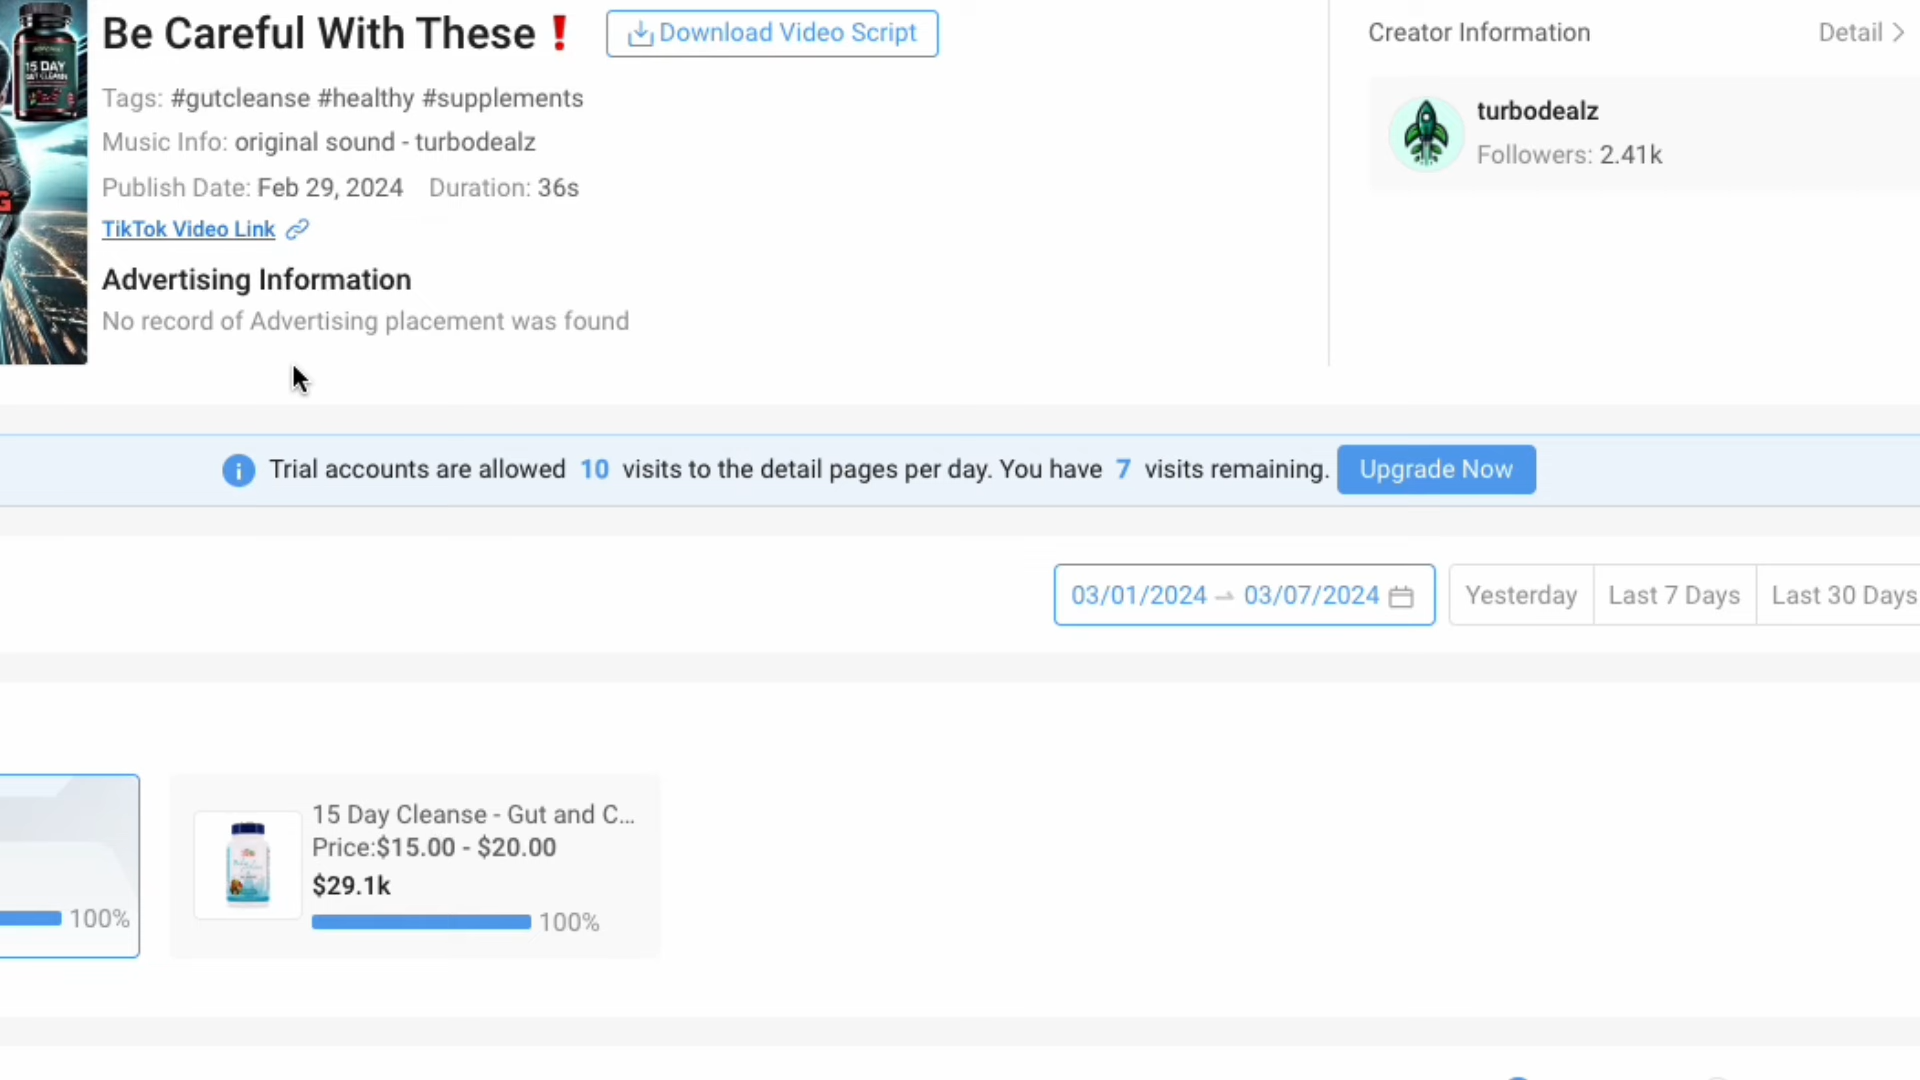 Be Careful With These❗
Download Video Script
Tags: #gutcleanse #healthy #supplements
Music Info: original sound - turbodealz
Publish Date: Feb 29, 2024 Duration: 36s
TikTok Video Link
Advertising Information
No record of Advertising placement was found
Creator Information
Detail >
turbodealz
Followers: 2.41k
15 DAY
GUT CLEANSE
G
Trial accounts are allowed 10 visits to the detail pages per day. You have 7 visits remaining.
Upgrade Now
03/01/2024 → 03/07/2024
Yesterday
Last 7 Days
Last 30 Days
100%
15 Day Cleanse - Gut and C...
Price:$15.00 - $20.00
$29.1k
100%